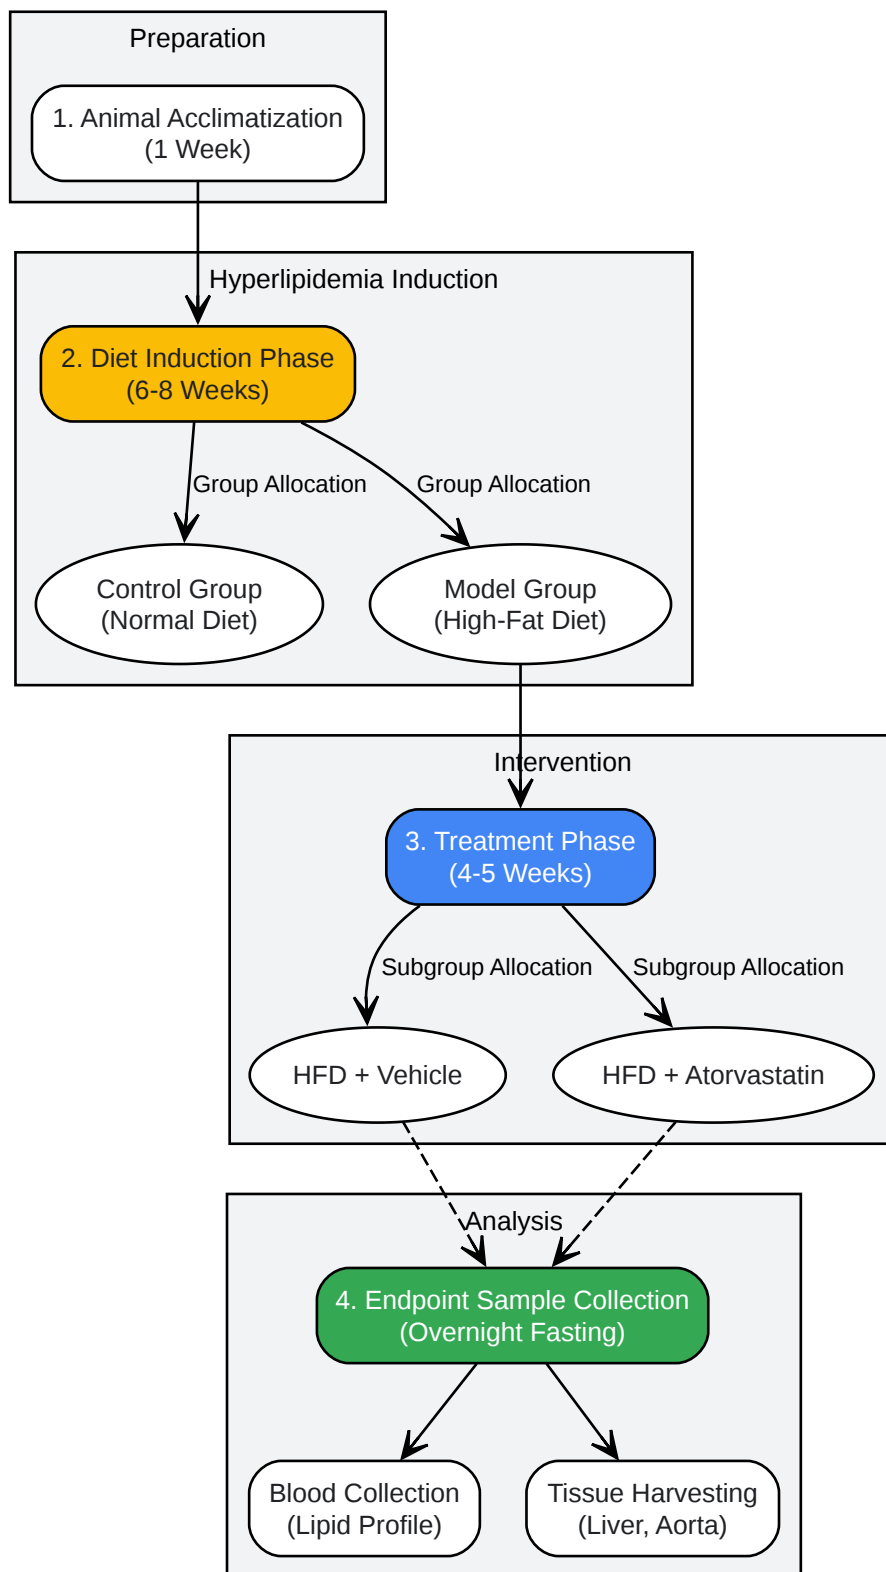 Preparation
1. Animal Acclimatization
(1 Week)
Hyperlipidemia Induction
2. Diet Induction Phase
(6-8 Weeks)
Group Allocation
Group Allocation
Control Group
(Normal Diet)
Model Group
(High-Fat Diet)
Intervention
3. Treatment Phase
(4-5 Weeks)
Subgroup Allocation
Subgroup Allocation
HFD + Vehicle
HFD + Atorvastatin
Analysis
4. Endpoint Sample Collection
(Overnight Fasting)
Blood Collection
(Lipid Profile)
Tissue Harvesting
(Liver, Aorta)